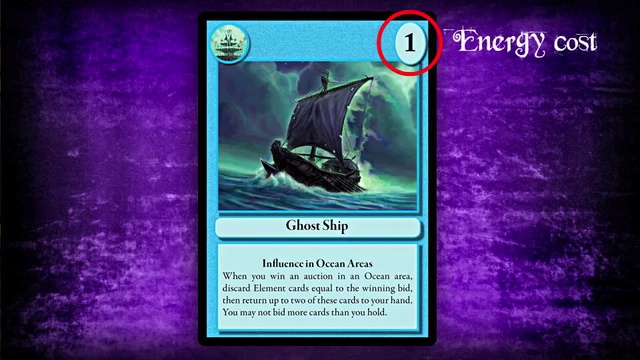 1
Energy cost
Ghost Ship
Influence in Ocean Areas
When you win an auction in an Ocean area,
discard Element cards equal to the winning bid,
then return up to two of these cards to your hand.
You may not bid more cards than you hold.